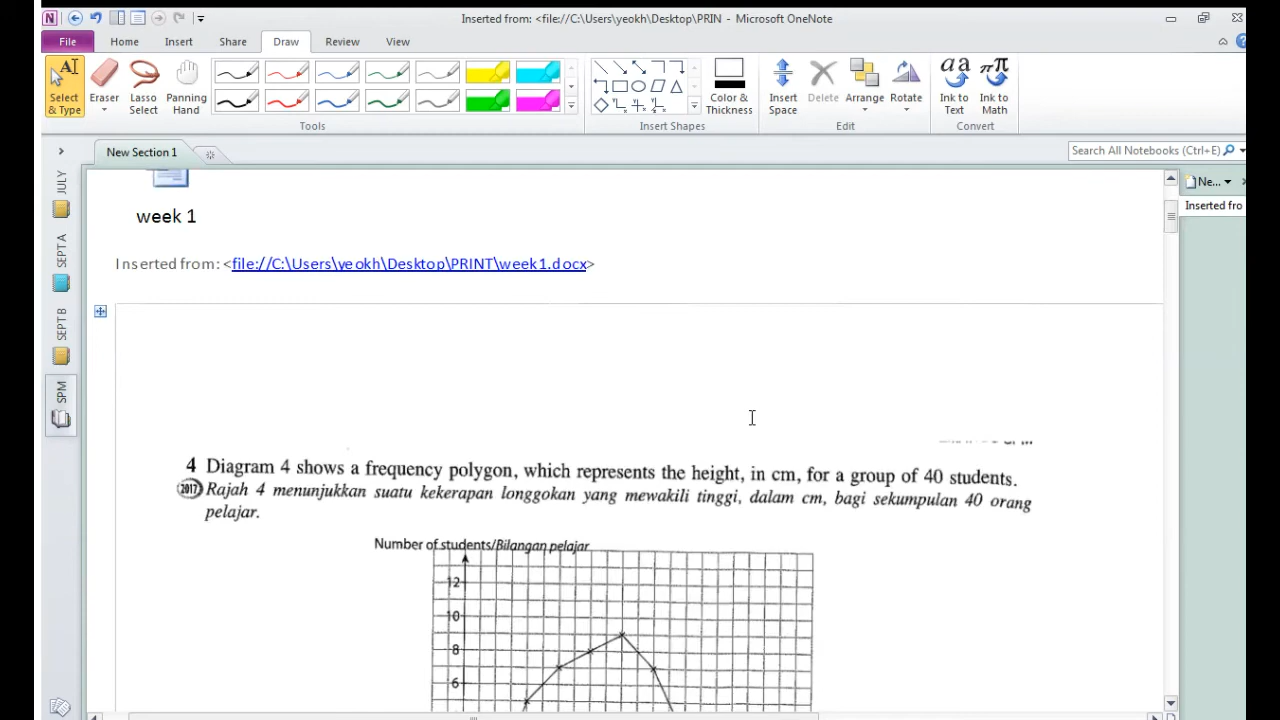 Inserted from: <file://C:\Users\yeokh\Desktop\PRIN - Microsoft OneNote
File Home Insert Share Draw Review View
Select & Type
Eraser
Lasso Select
Panning Hand
Color & Thickness
Insert Space
Delete
Arrange
Rotate
Ink to Text
Ink to Math
Tools
Insert Shapes
Edit
Convert
New Section 1
Search All Notebooks (Ctrl+E)
Ne...
Inserted fro
JULY
SEPT A
SEPT B
SPM
week 1
Inserted from: <file://C:\Users\yeokh\Desktop\PRINT\week1.docx>
4 Diagram 4 shows a frequency polygon, which represents the height, in cm, for a group of 40 students.
2017 Rajah 4 menunjukkan suatu kekerapan longgokan yang mewakili tinggi, dalam cm, bagi sekumpulan 40 orang
pelajar.
Number of students/Bilangan pelajar
12
10
8
6